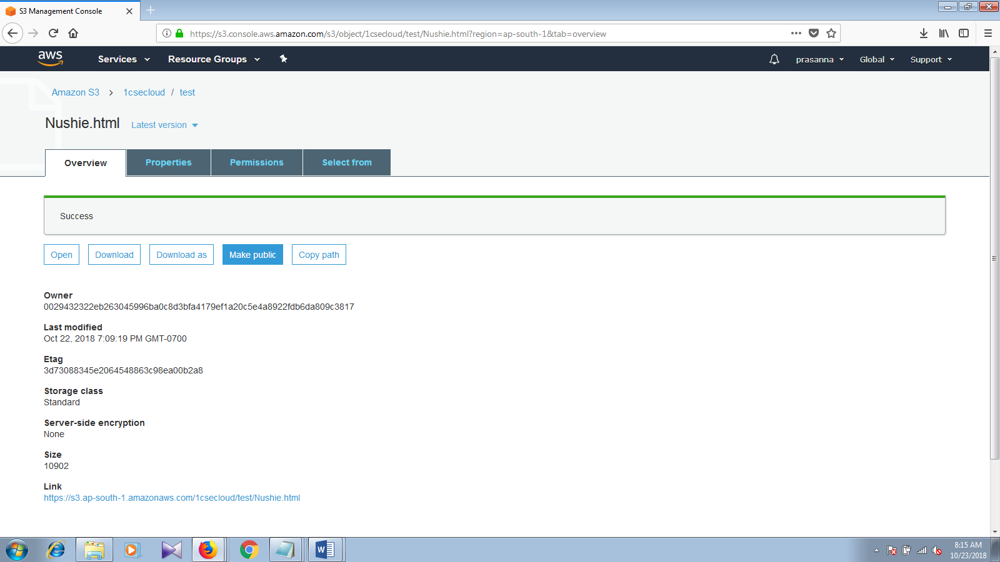 S3 Management Console
https://s3.console.aws.amazon.com/s3/object/1csecloud/test/Nushie.html?region=ap-south-1&tab=overview
aws Services Resource Groups prasanna Global Support
Amazon S3 > 1csecloud / test
Nushie.html Latest version
Overview Properties Permissions Select from
Success
Open Download Download as Make public Copy path
Owner
0029432322eb263045996ba0c8d3bfa4179ef1a20c5e4a8922fdb6da809c3817
Last modified
Oct 22, 2018 7:09:19 PM GMT-0700
Etag
3d73088345e2064548863c98ea00b2a8
Storage class
Standard
Server-side encryption
None
Size
10902
Link
https://s3.ap-south-1.amazonaws.com/1csecloud/test/Nushie.html
8:15 AM
10/23/2018